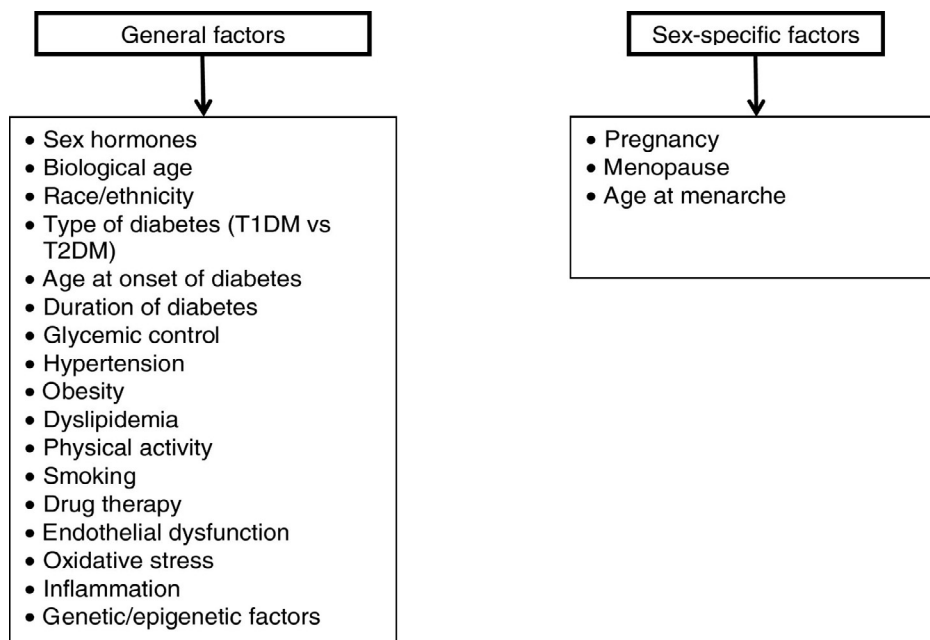 General factors
• Sex hormones
• Biological age
• Race/ethnicity
• Type of diabetes (T1DM vs
T2DM)
• Age at onset of diabetes
• Duration of diabetes
• Glycemic control
• Hypertension
• Obesity
• Dyslipidemia
• Physical activity
• Smoking
• Drug therapy
• Endothelial dysfunction
• Oxidative stress
• Inflammation
• Genetic/epigenetic factors
Sex-specific factors
• Pregnancy
• Menopause
• Age at menarche